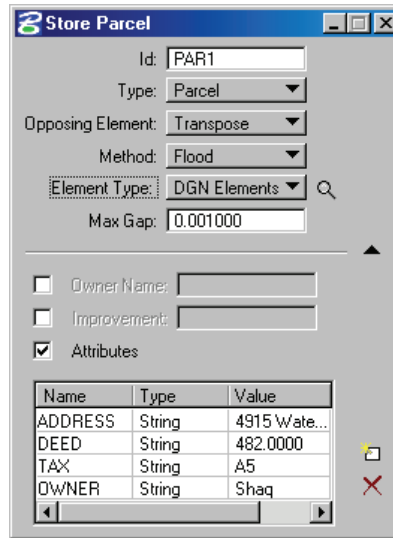 Store Parcel
Id: PAR1
Type: Parcel
Opposing Element: Transpose
Method: Flood
Element Type: DGN Elements
Max Gap: 0.001000
Owner Name:
Improvement:
Attributes
Name Type Value
ADDRESS String 4915 Wate...
DEED String 482.0000
TAX String A5
OWNER String Shaq